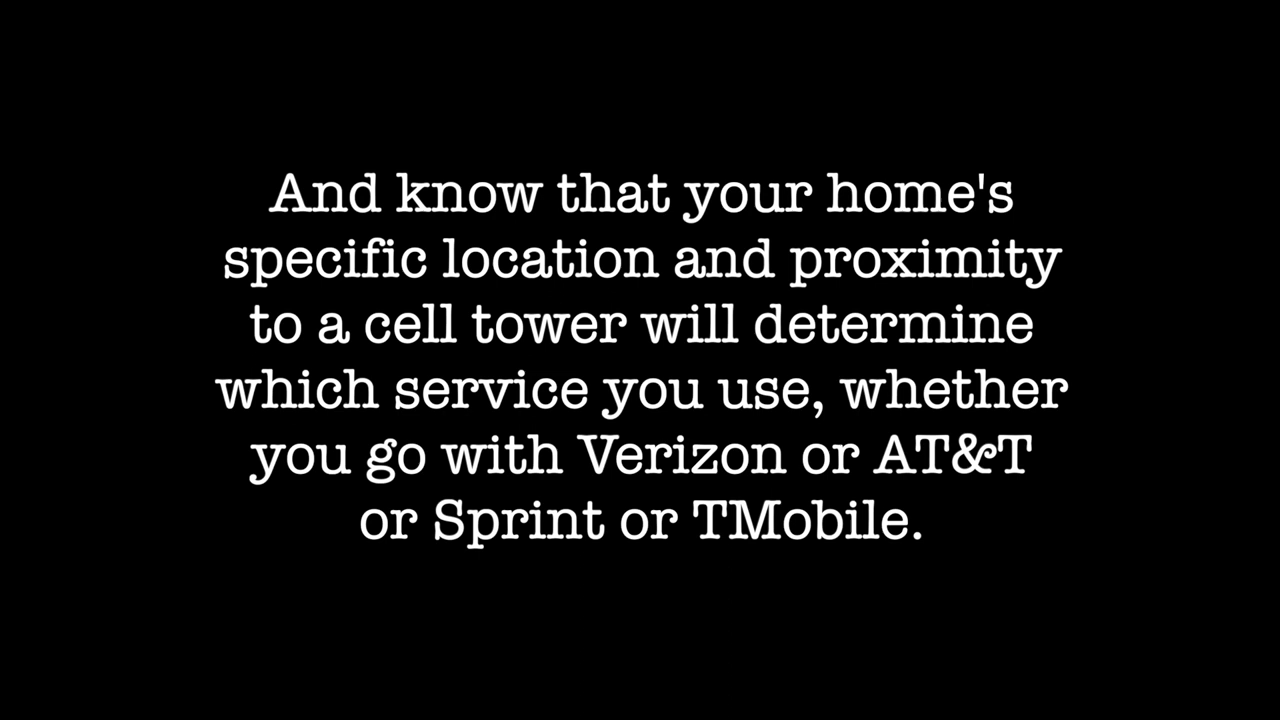 And know that your home's
specific location and proximity
to a cell tower will determine
which service you use, whether
you go with Verizon or AT&T
or Sprint or TMobile.